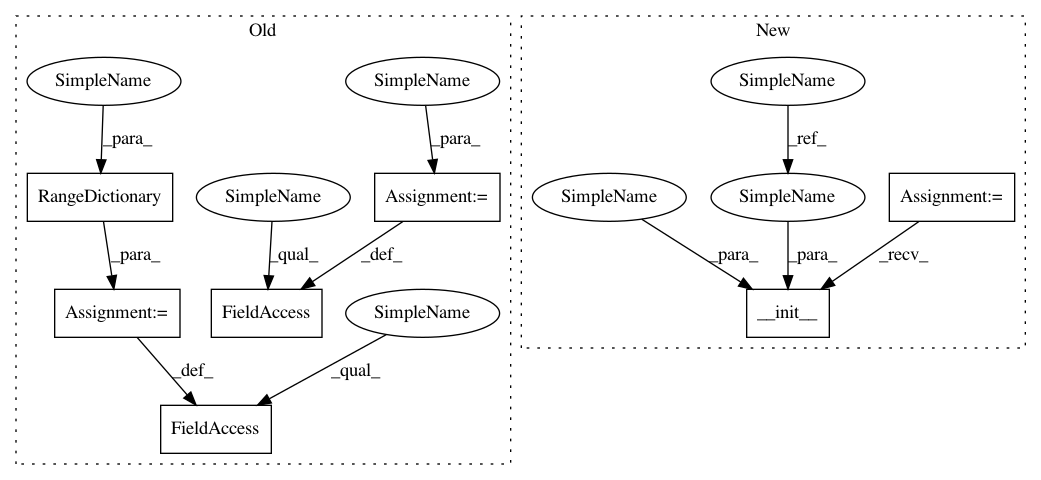 Old
New
SimpleName
SimpleName
SimpleName
_para_
_para_
_ref_
RangeDictionary
SimpleName
Assignment:=
SimpleName
SimpleName
Assignment:=
_para_
_qual_
_def_
_para_
_para_
_recv_
Assignment:=
FieldAccess
SimpleName
__init__
_def_
_qual_
FieldAccess